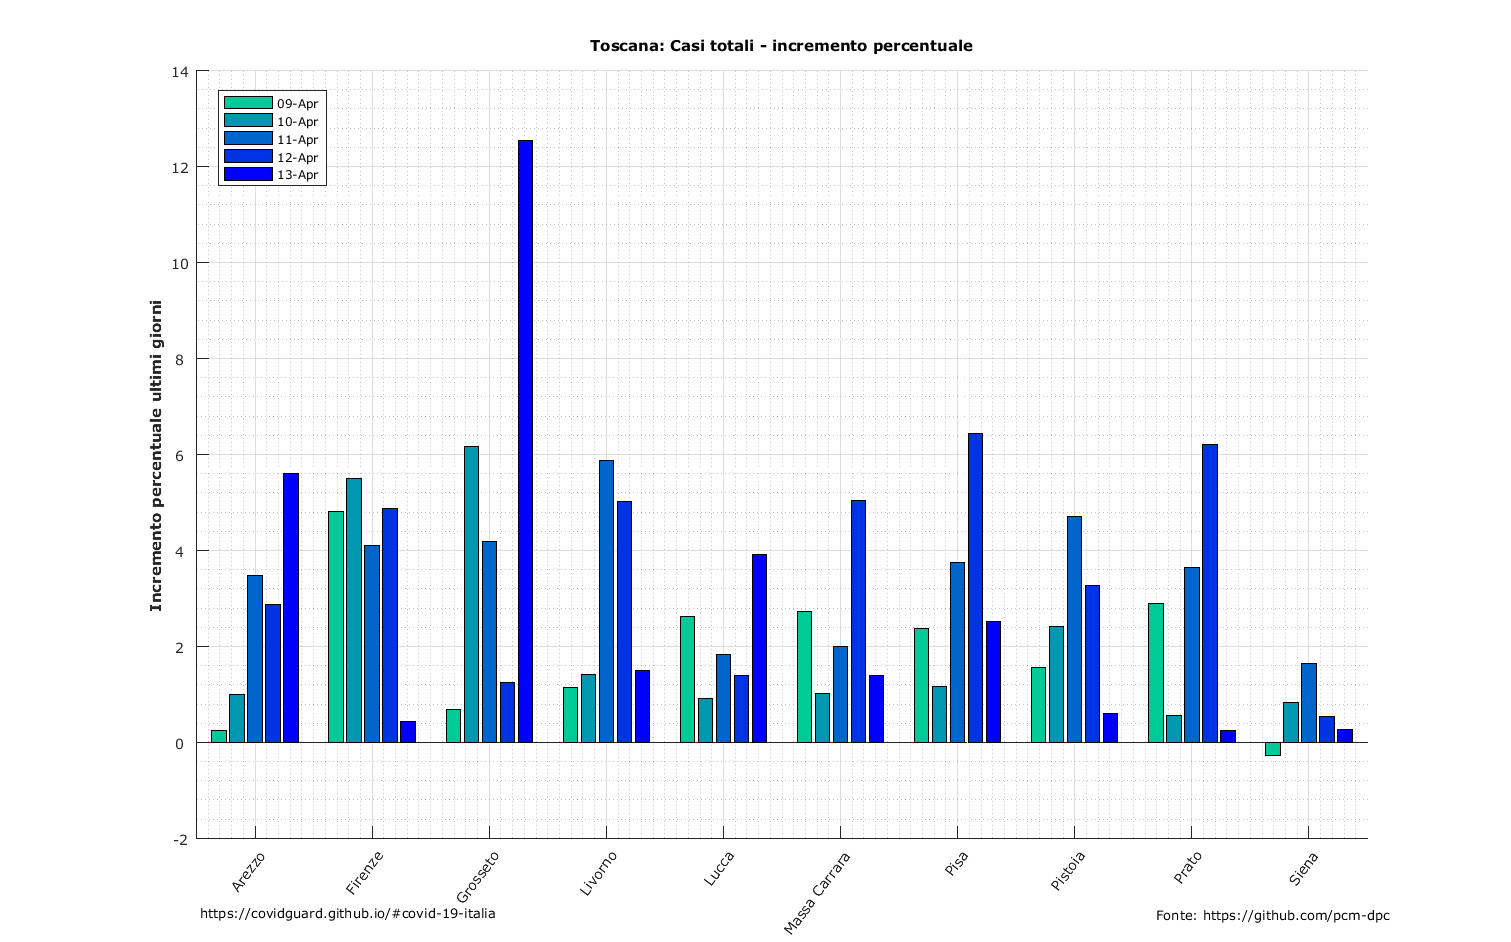 Toscana: Casi totali - incremento percentuale
14
12
10
8
6
4
2
0
-2
Incremento percentuale ultimi giorni
09-Apr
10-Apr
11-Apr
12-Apr
13-Apr
Arezzo
Firenze
Grosseto
Livorno
Lucca
Massa Carrara
Pisa
Pistoia
Prato
Siena
https://covidguard.github.io/#covid-19-italia
Fonte: https://github.com/pcm-dpc